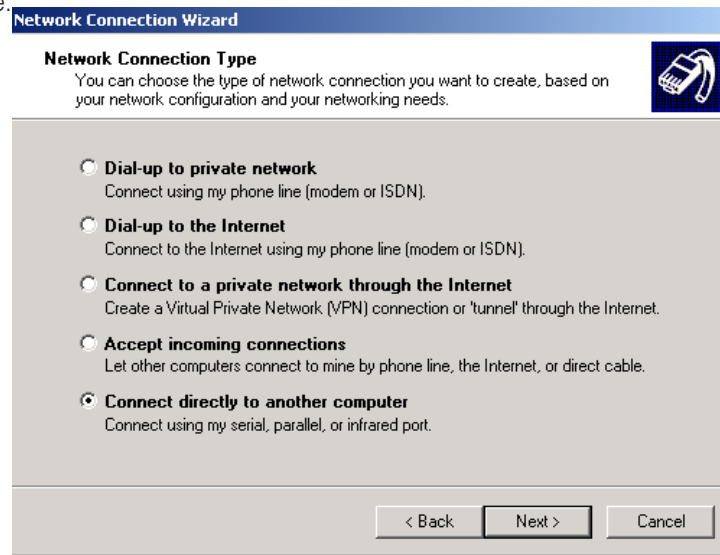 e.
Network Connection Wizard
Network Connection Type
You can choose the type of network connection you want to create, based on
your network configuration and your networking needs.
Dial-up to private network
Connect using my phone line (modem or ISDN).
Dial-up to the Internet
Connect to the Internet using my phone line (modem or ISDN).
Connect to a private network through the Internet
Create a Virtual Private Network (VPN) connection or 'tunnel' through the Internet.
Accept incoming connections
Let other computers connect to mine by phone line, the Internet, or direct cable.
Connect directly to another computer
Connect using my serial, parallel, or infrared port.
< Back Next > Cancel